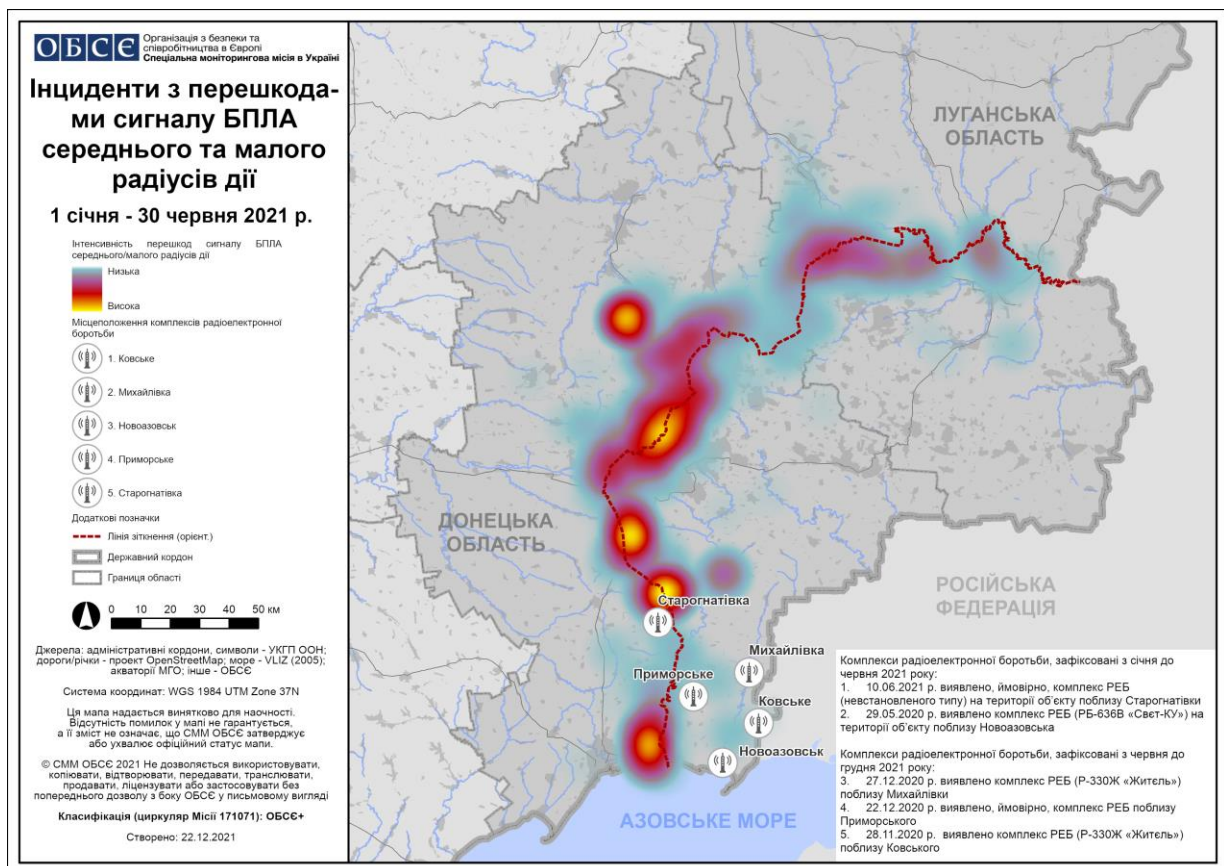 ОБСЄ
Організація з безпеки та
співробітництва в Європі
Спеціальна моніторингова місія в Україні
Інциденти з перешкода-
ми сигналу БПЛА
середнього та малого
радіусів дії
1 січня - 30 червня 2021 р.
Інтенсивність перешкод сигналу БПЛА
середнього/малого радіусів дії
Низька
Висока
Місцеположення комплексів радіоелектронної
боротьби
1. Ковське
2. Михайлівка
3. Новоазовськ
4. Приморське
5. Старогнатівка
Додаткові позначки
Лінія зіткнення (орієнт.)
Державний кордон
Границя області
0 10 20 30 40 50 км
Джерела: адміністративні кордони, символи - УКГП ООН;
дороги/річки - проект OpenStreetMap; море - VLIZ (2005);
акваторії МГО; інше - ОБСЄ
Система координат: WGS 1984 UTM Zone 37N
Ця мапа надається винятково для наочності.
Відсутність помилок у мапі не гарантується,
а її зміст не означає, що СММ ОБСЄ затверджує
або ухвалює офіційний статус мапи.
© СММ ОБСЄ 2021 Не дозволяється використовувати,
копіювати, відтворювати, передавати, транслювати,
продавати, ліцензувати або застосовувати без
попереднього дозволу з боку ОБСЄ у письмовому вигляді
Класифікація (циркуляр Місії 171071): ОБСЄ+
Створено: 22.12.2021
ЛУГАНСЬКА
ОБЛАСТЬ
ДОНЕЦЬКА
ОБЛАСТЬ
РОСІЙСЬКА
ФЕДЕРАЦІЯ
Старогнатівка
Михайлівка
Приморське
Ковське
Новоазовськ
АЗОВСЬКЕ МОРЕ
Комплекси радіоелектронної боротьби, зафіксовані з січня до
червня 2021 року:
1. 10.06.2021 р. виявлено, ймовірно, комплекс РЕБ
(невстановленого типу) на території об'єкту поблизу Старогнатівки
2. 29.05.2020 р. виявлено комплекс РЕБ (РБ-636В «Свєт-КУ») на
території об'єкту поблизу Новоазовська
Комплекси радіоелектронної боротьби, зафіксовані з червня до
грудня 2021 року:
3. 27.12.2020 р. виявлено комплекс РЕБ (Р-330Ж «Житєль»)
поблизу Михайлівки
4. 22.12.2020 р. виявлено, ймовірно, комплекс РЕБ поблизу
Приморського
5. 28.11.2020 р. виявлено комплекс РЕБ (Р-330Ж «Житєль»)
поблизу Ковського